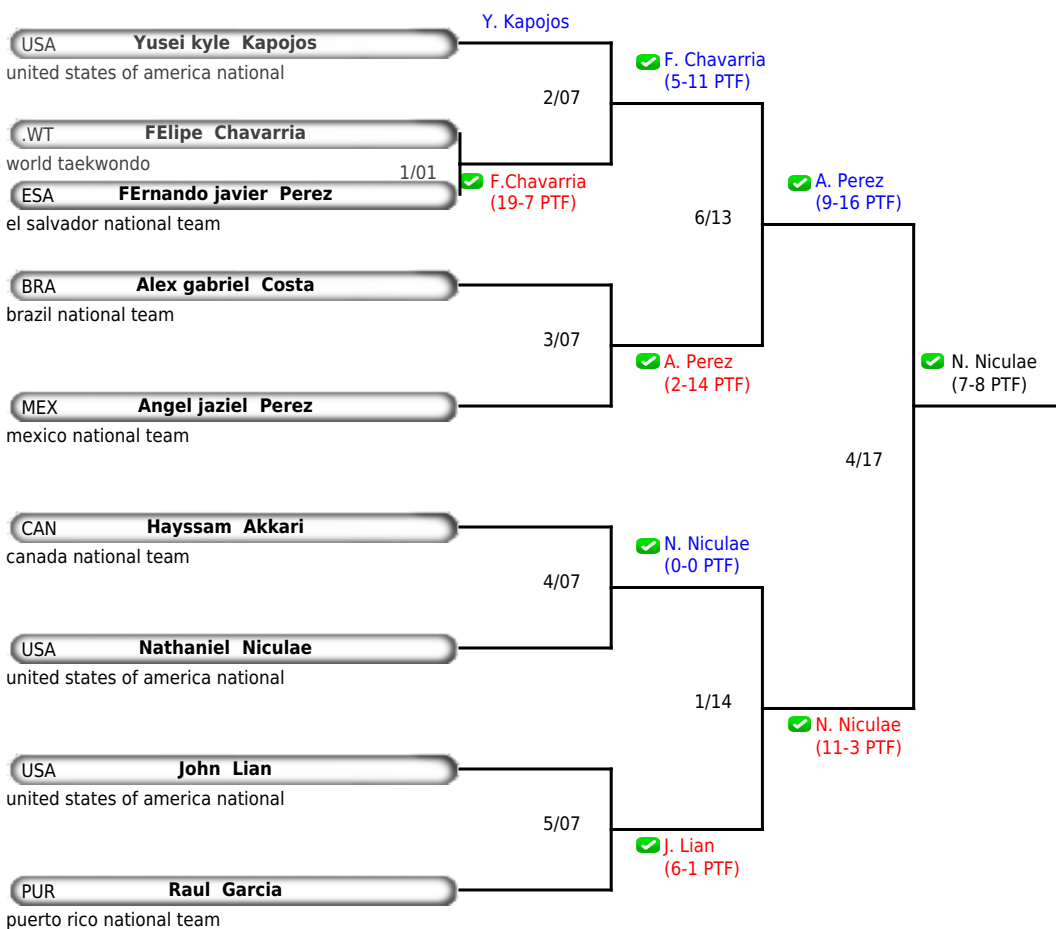 Y. Kapojos
USA Yusei kyle Kapojos
united states of america national
F. Chavarria
(5-11 PTF)
2/07
.WT FElipe Chavarria
world taekwondo
1/01
ESA FErnando javier Perez
el salvador national team
F.Chavarria
(19-7 PTF)
A. Perez
(9-16 PTF)
6/13
BRA Alex gabriel Costa
brazil national team
3/07
A. Perez
(2-14 PTF)
N. Niculae
(7-8 PTF)
MEX Angel jaziel Perez
mexico national team
4/17
CAN Hayssam Akkari
canada national team
N. Niculae
(0-0 PTF)
4/07
USA Nathaniel Niculae
united states of america national
1/14
N. Niculae
(11-3 PTF)
USA John Lian
united states of america national
5/07
J. Lian
(6-1 PTF)
PUR Raul Garcia
puerto rico national team